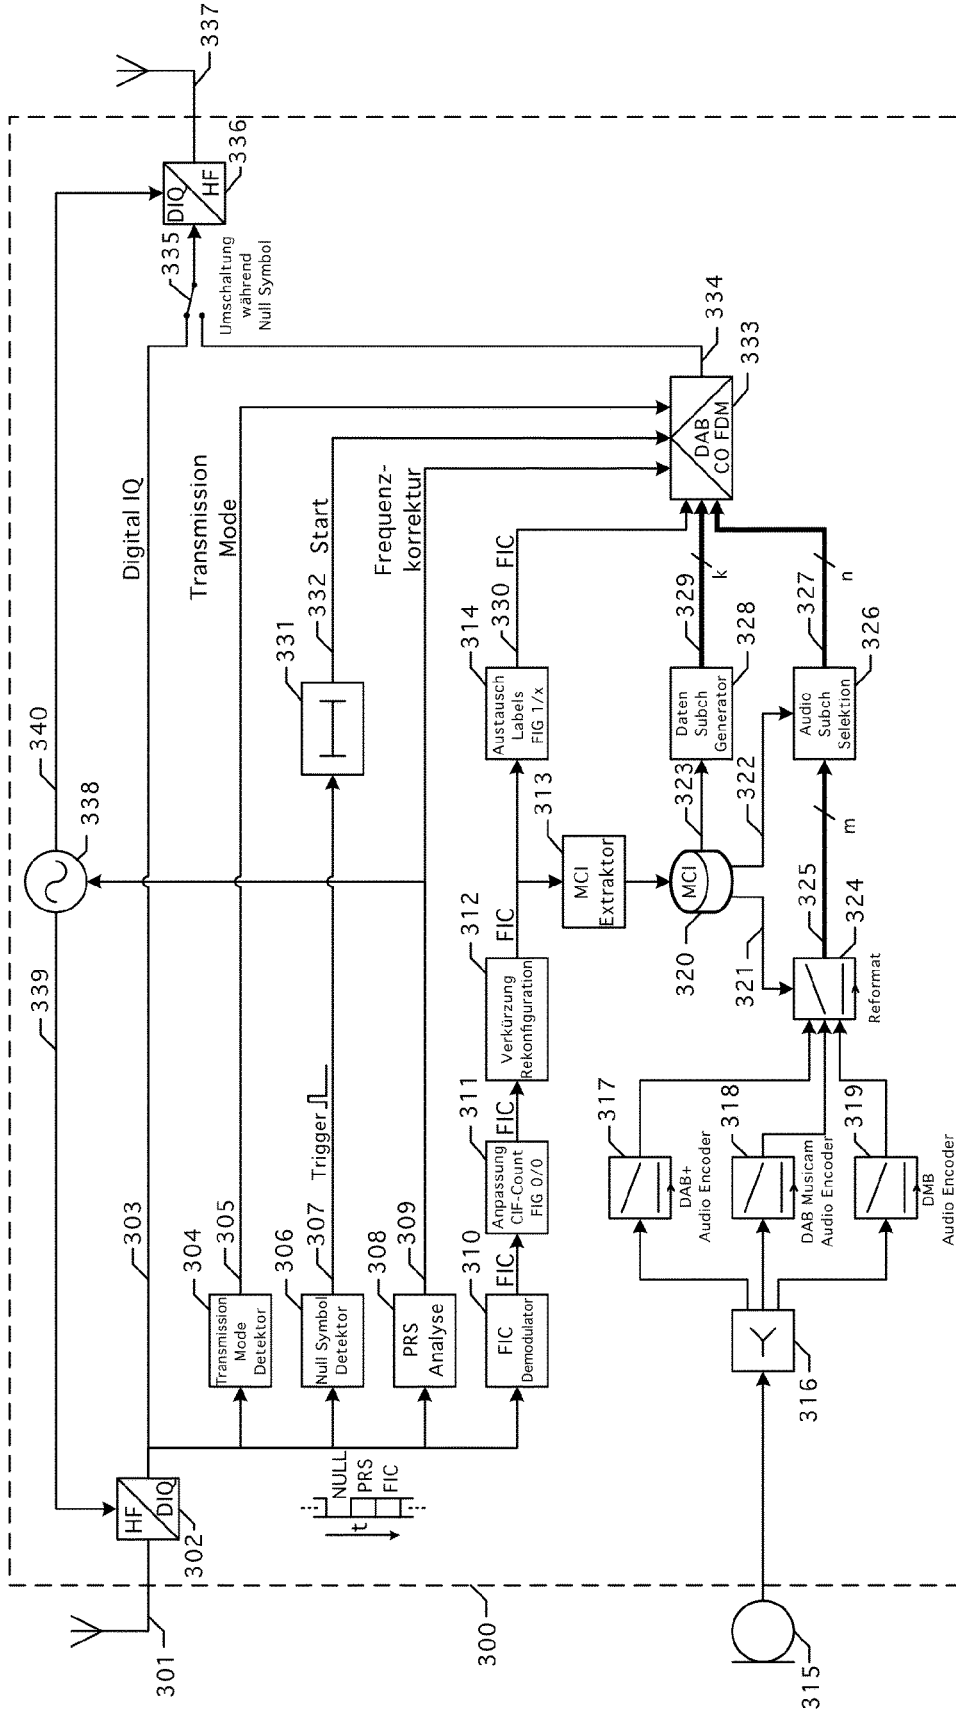 337
340
338
339
DIQ
HF
336
335
Umschaltung
während
Null Symbol
Digital IQ
303
HF
DIQ
302
301
Transmission
Mode
305
304
Transmission
Mode
Detektor
Start
332
331
Trigger
307
306
Null Symbol
Detektor
NULL
PRS
FIC
t
Frequenz-
korrektur
309
308
PRS
Analyse
334
333
DAB
CO FDM
FIC
330
314
Austausch
Labels
FIG 1/x
313
MCI
Extraktor
FIC
312
Verkürzung
Rekonfiguration
FIC
311
Anpassung
CIF-Count
FIG 0/0
FIC
310
FIC
Demodulator
300
k
329
328
Daten
Subch
Generator
323
MCI
320
322
321
n
327
326
Audio
Subch
Selektion
m
325
324
Reformat
317
DAB+
Audio Encoder
318
DAB Musicam
Audio Encoder
319
DMB
Audio Encoder
316
315